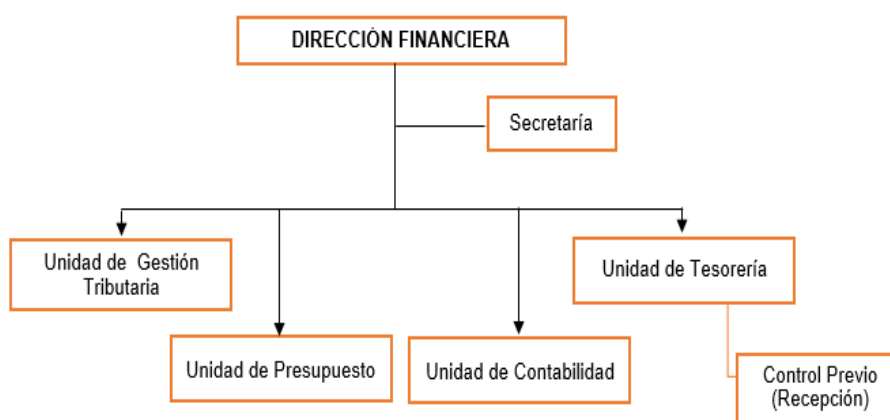 DIRECCIÓN FINANCIERA
Secretaría
Unidad de Gestión
Tributaria
Unidad de Tesorería
Unidad de Presupuesto
Unidad de Contabilidad
Control Previo
(Recepción)